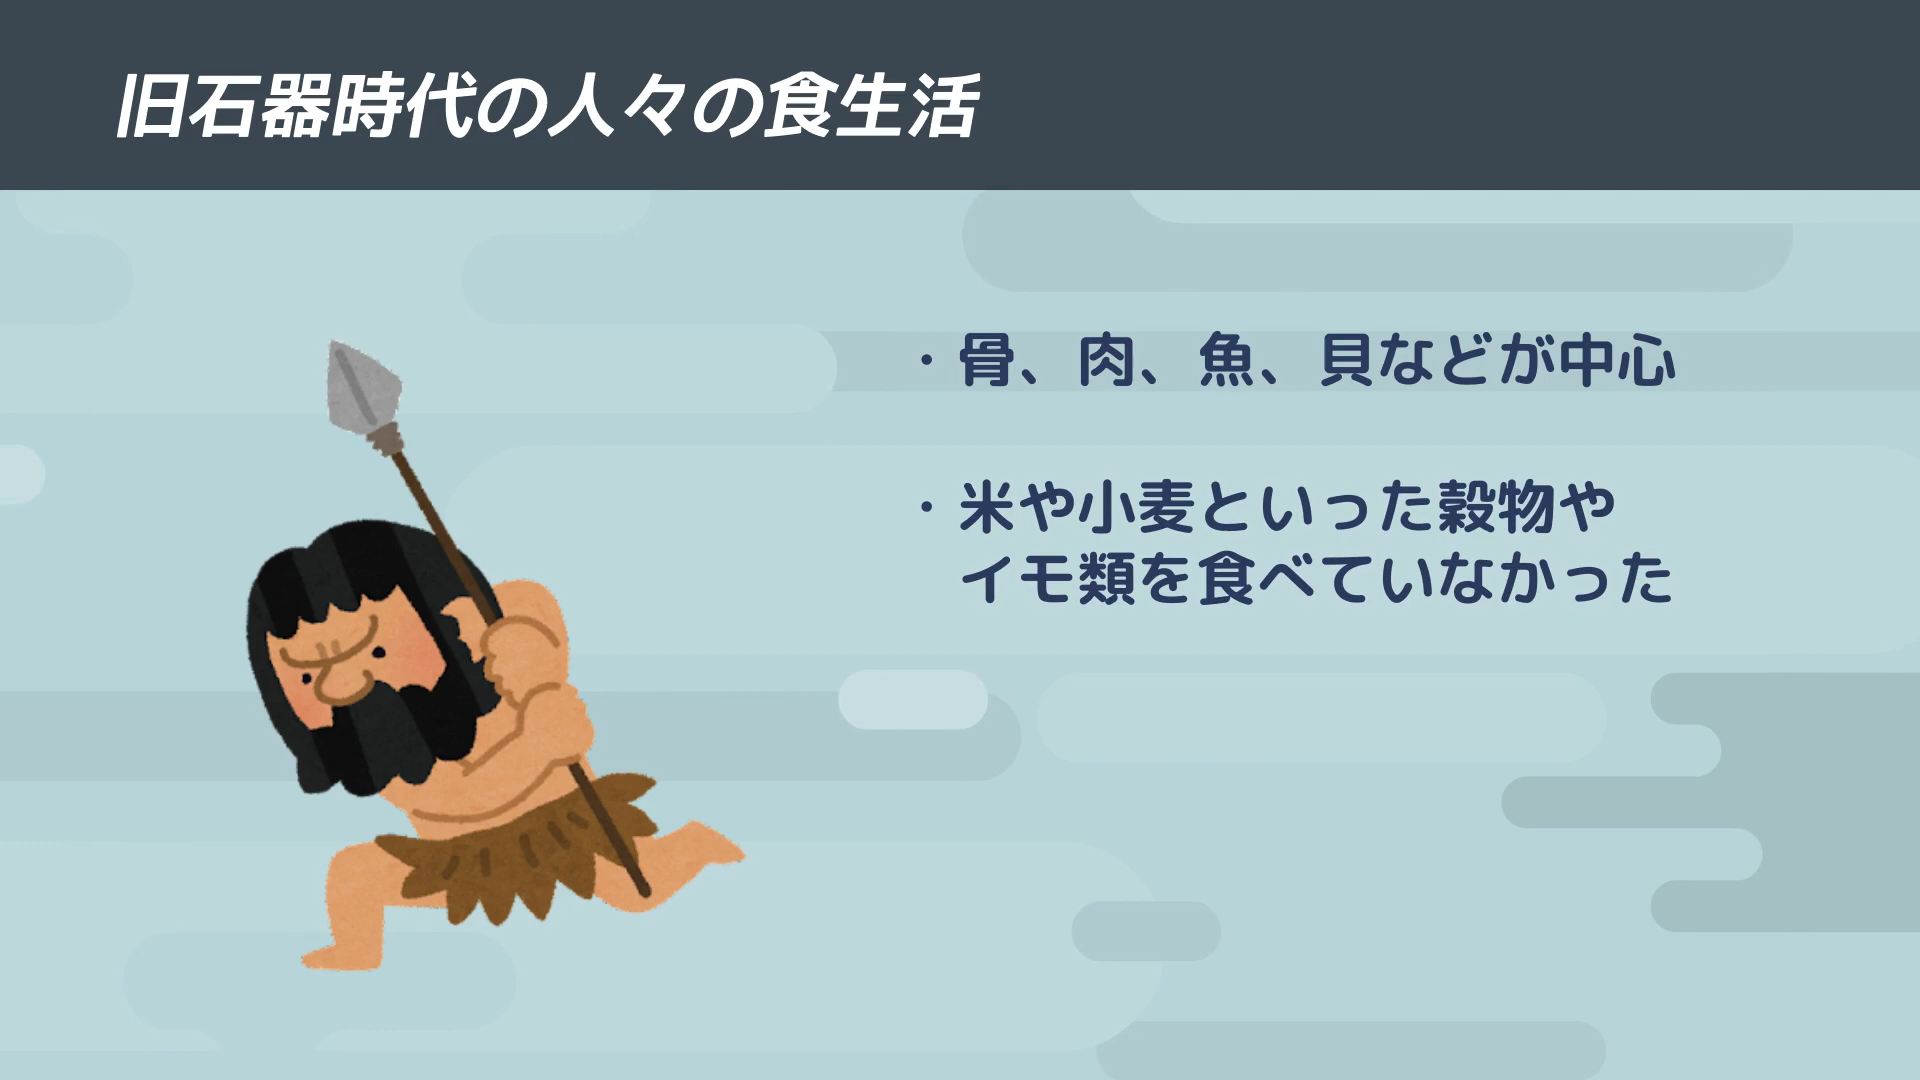 旧石器時代の人々の食生活
・骨、肉、魚、貝などが中心
・米や小麦といった穀物や
イモ類を食べていなかった